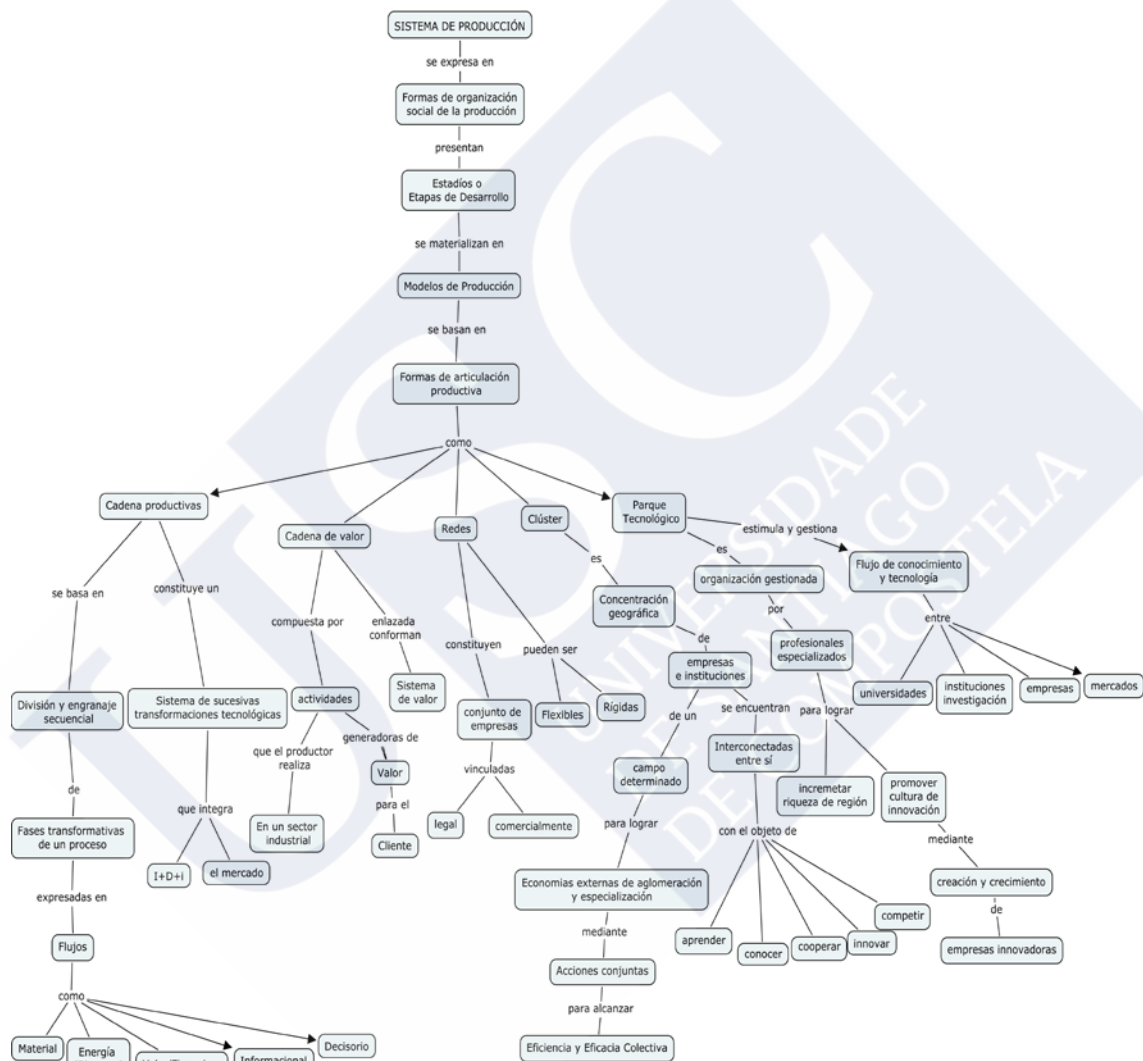 SISTEMA DE PRODUCCIÓN
se expresa en
Formas de organización
social de la producción
presentan
Estadíos o
Etapas de Desarrollo
se materializan en
Modelos de Producción
se basan en
Formas de articulación
productiva
como
Cadena productivas
se basa en
División y engranaje
secuencial
de
Fases transformativas
de un proceso
expresadas en
Flujos
como
Material
Energía
Informacional
Decisorio
constituye un
Sistema de sucesivas
transformaciones tecnológicas
que integra
I+D+i
el mercado
Cadena de valor
compuesta por
actividades
que el productor
realiza
En un sector
industrial
generadoras de
Valor
para el
Cliente
enlazada
conforman
Sistema
de valor
Redes
constituyen
conjunto de
empresas
vinculadas
legal
comercialmente
pueden ser
Flexibles
Rígidas
Clúster
es
Concentración
geográfica
de
empresas
e instituciones
de un
campo
determinado
para lograr
Economias externas de aglomeración
y especialización
mediante
Acciones conjuntas
para alcanzar
Eficiencia y Eficacia Colectiva
se encuentran
Interconectadas
entre sí
con el objeto de
aprender
conocer
cooperar
innovar
competir
Parque
Tecnológico
es
organización gestionada
por
profesionales
especializados
para lograr
incremetar
riqueza de región
promover
cultura de
innovación
mediante
creación y crecimiento
de
empresas innovadoras
estimula y gestiona
Flujo de conocimiento
y tecnología
entre
universidades
instituciones
investigación
empresas
mercados
USC
UNIVERSIDADE
DE SANTIAGO
DE COMPOSTELA